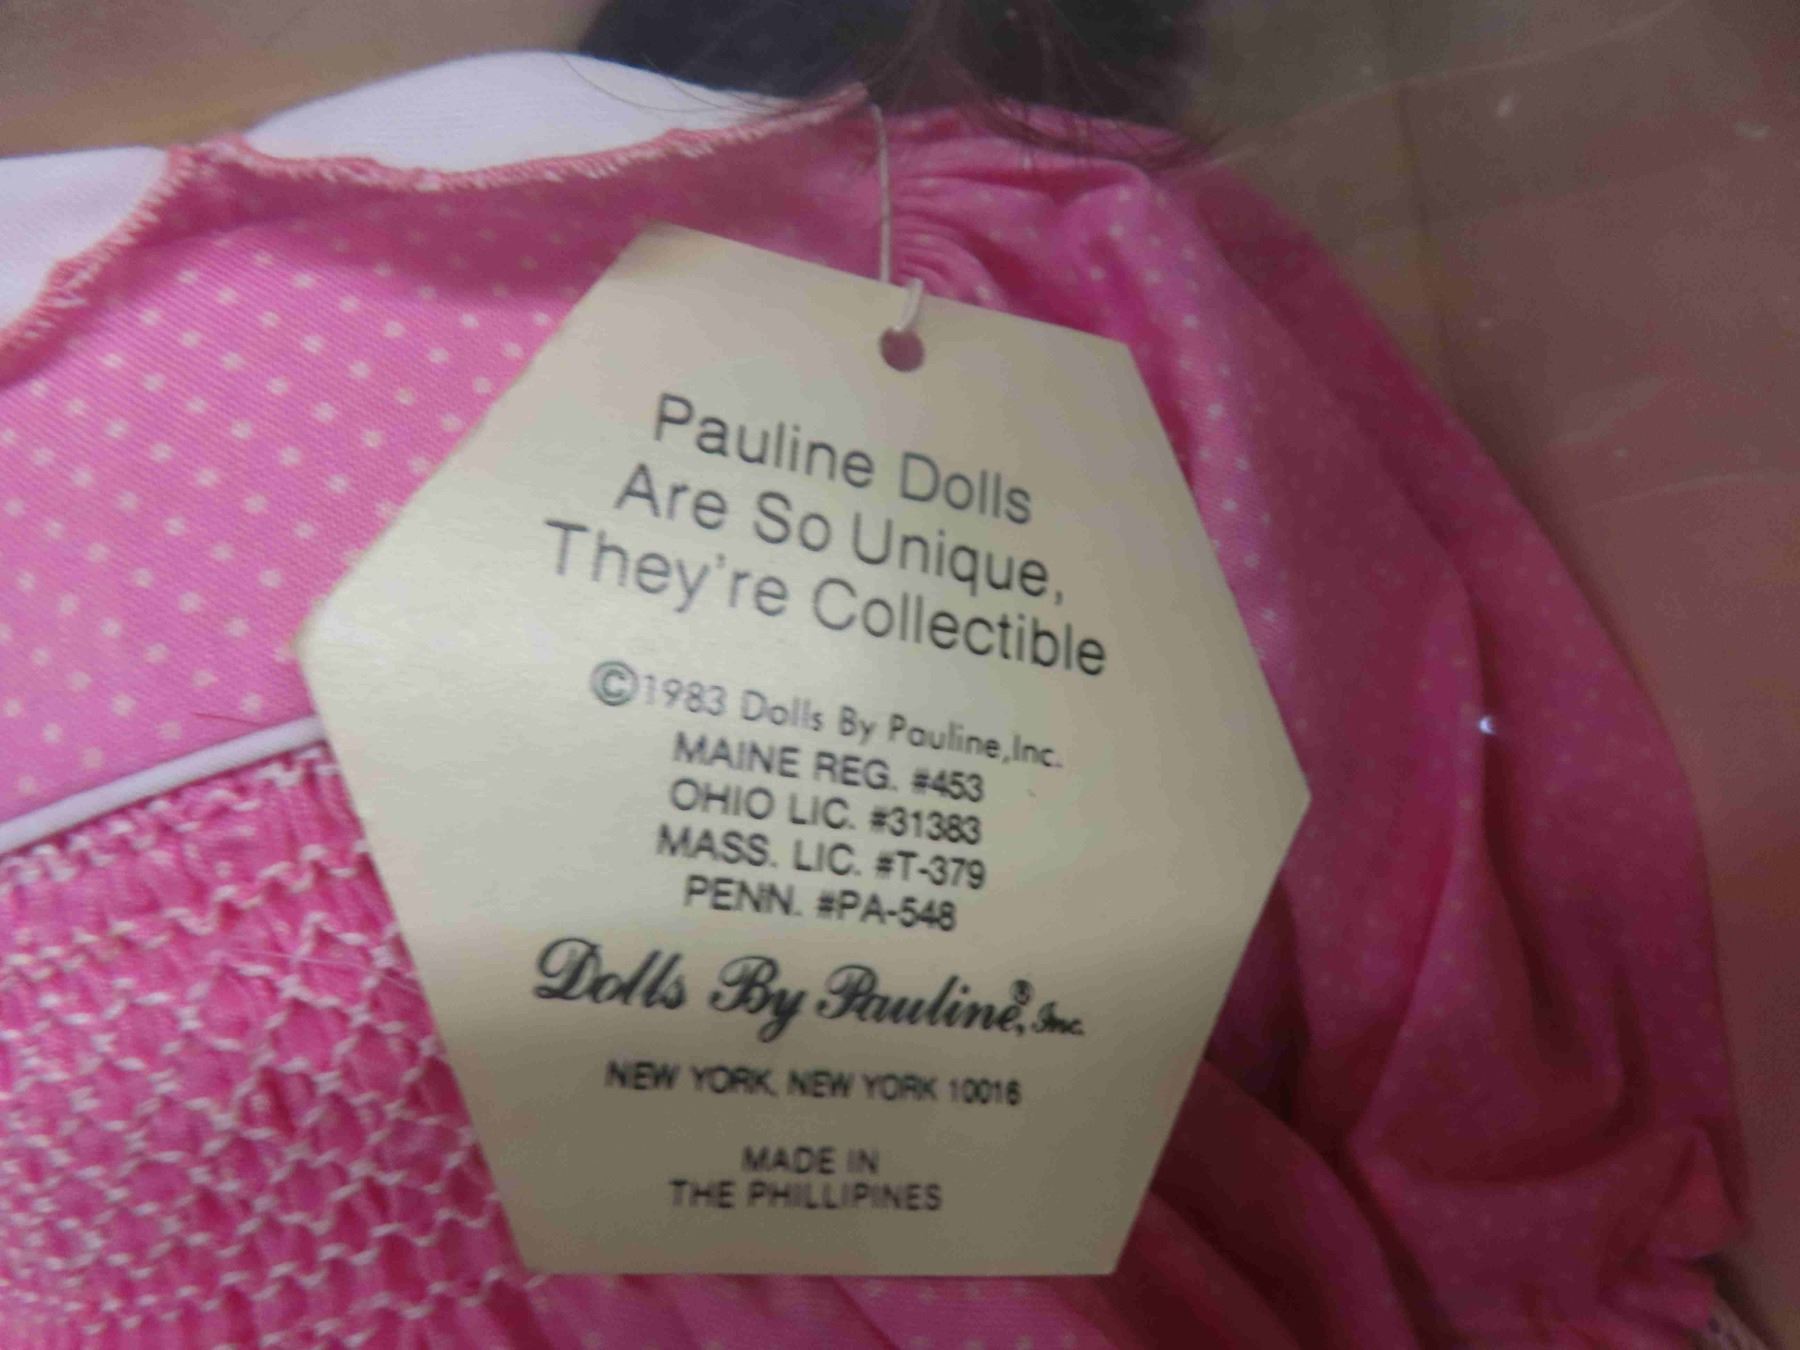 Pauline Dolls
Are So Unique,
They're Collectible
©1983 Dolls By Pauline, Inc.
MAINE REG. #453
OHIO LIC. #31383
MASS. LIC. #T-379
PENN. #PA-548
Dolls By Pauline,® Inc.
NEW YORK, NEW YORK 10016
MADE IN
THE PHILLIPINES